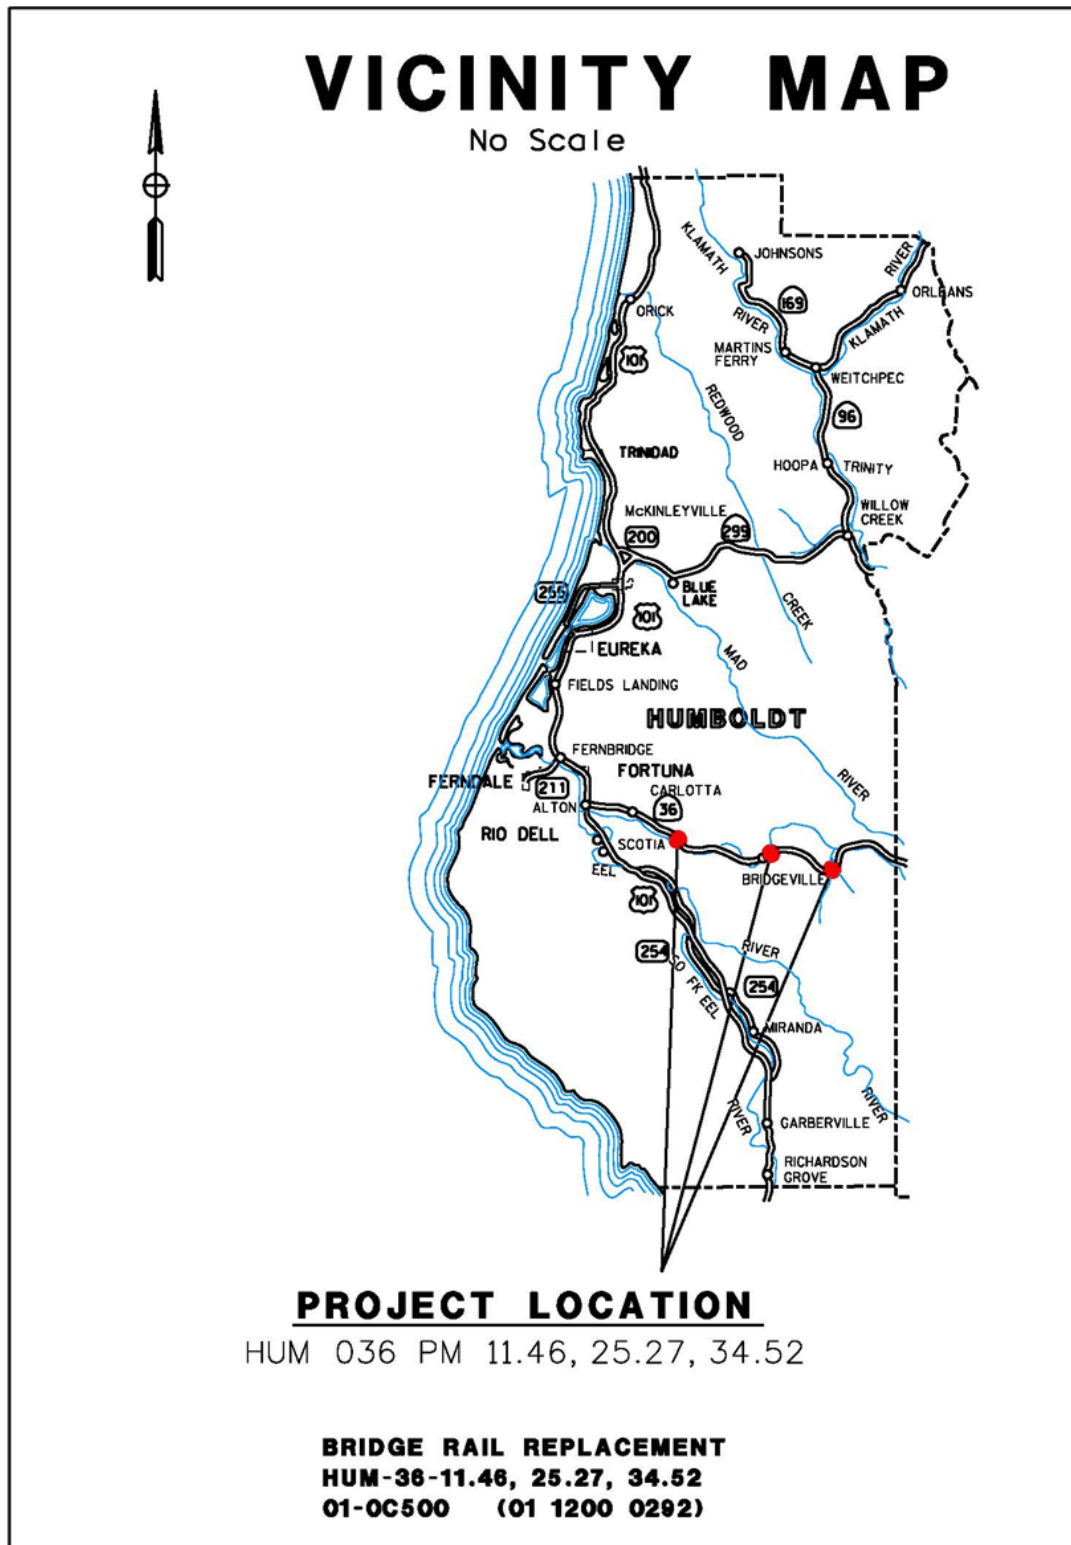 VICINITY MAP
No Scale
KLAMATH
JOHNSONS
RIVER
ORLEANS
169
ORICK
RIVER
KLAMATH
MARTINS
FERRY
101
WEITCHPEC
REDWOOD
96
TRINIDAD
HOOPA
TRINITY
McKINLEYVILLE
WILLOW
CREEK
200
299
255
BLUE
LAKE
CREEK
101
EUREKA
MAD
FIELDS LANDING
HUMBOLDT
FERNBRIDGE
FERNDALE
211
FORTUNA
RIVER
CARLOTTA
ALTON
36
RIO DELL
SCOTIA
EEL
BRIDGEVILLE
101
254
RIVER
SO FK EEL
254
MIRANDA
RIVER
RIVER
GARBERVILLE
RICHARDSON
GROVE
PROJECT LOCATION
HUM 036 PM 11.46, 25.27, 34.52
BRIDGE RAIL REPLACEMENT
HUM-36-11.46, 25.27, 34.52
01-0C500 (01 1200 0292)